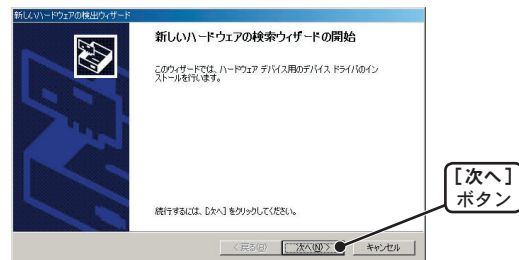 新しいハードウェアの検出ウィザード
新しいハードウェアの検索ウィザードの開始
このウィザードでは、ハードウェア デバイス用のデバイス ドライバのイン
ストールを行います。
続行するには、[次へ] をクリックしてください。
< 戻る(B)
次へ(N) >
キャンセル
[次へ]
ボタン